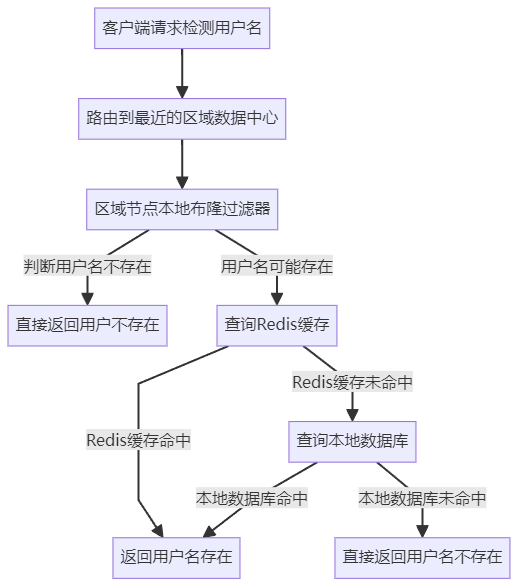 客户端请求检测用户名
路由到最近的区域数据中心
区域节点本地布隆过滤器
判断用户名不存在
用户名可能存在
直接返回用户不存在
查询Redis缓存
Redis缓存未命中
Redis缓存命中
查询本地数据库
本地数据库命中
本地数据库未命中
返回用户名存在
直接返回用户名不存在